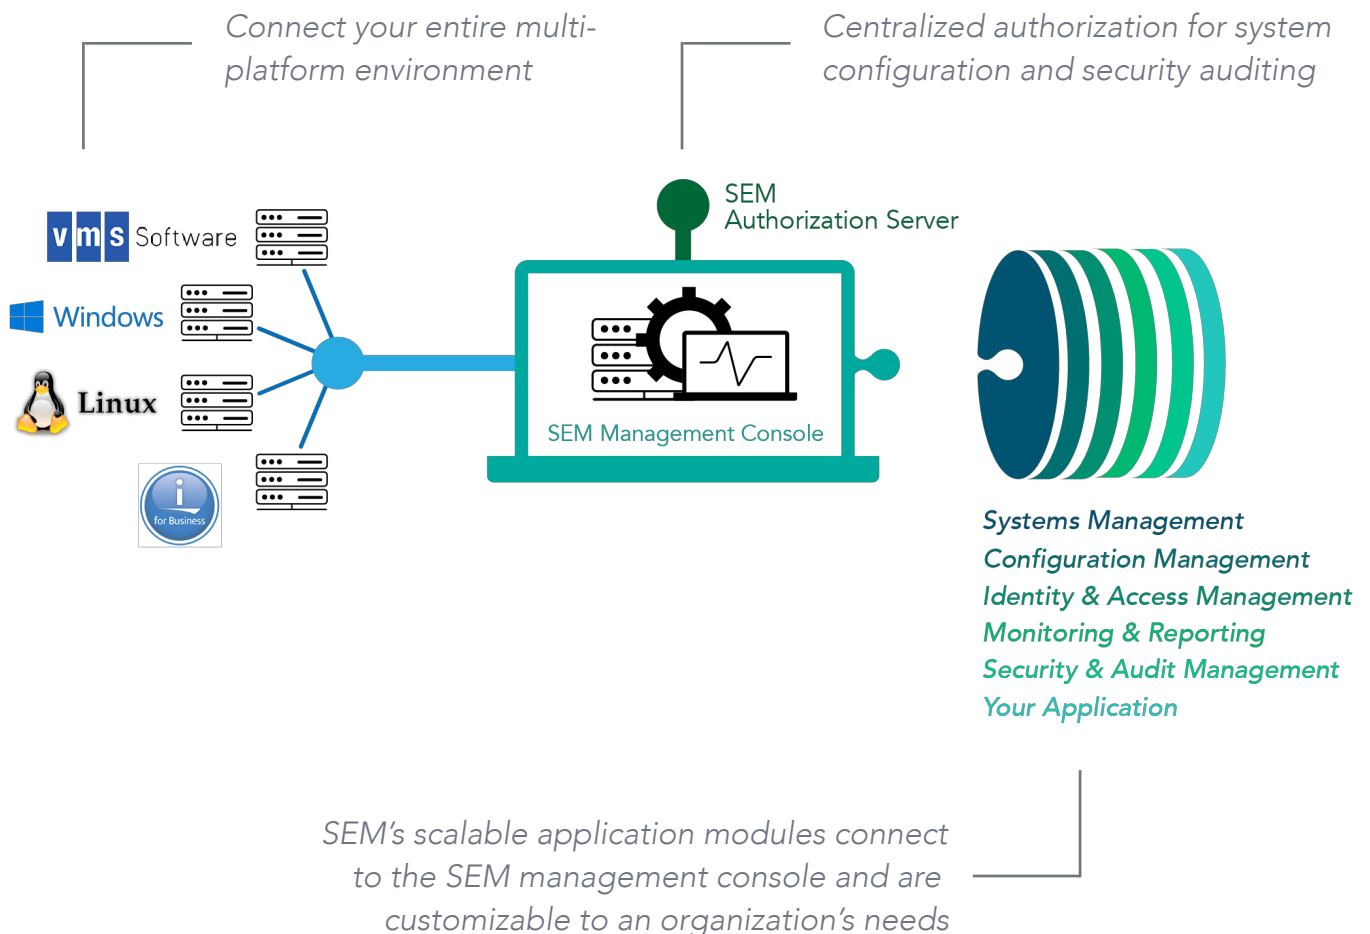 Connect your entire multi-
platform environment
Centralized authorization for system
configuration and security auditing
SEM
Authorization Server
vms Software
Windows
Linux
i
for Business
SEM Management Console
Systems Management
Configuration Management
Identity & Access Management
Monitoring & Reporting
Security & Audit Management
Your Application
SEM’s scalable application modules connect
to the SEM management console and are
customizable to an organization’s needs